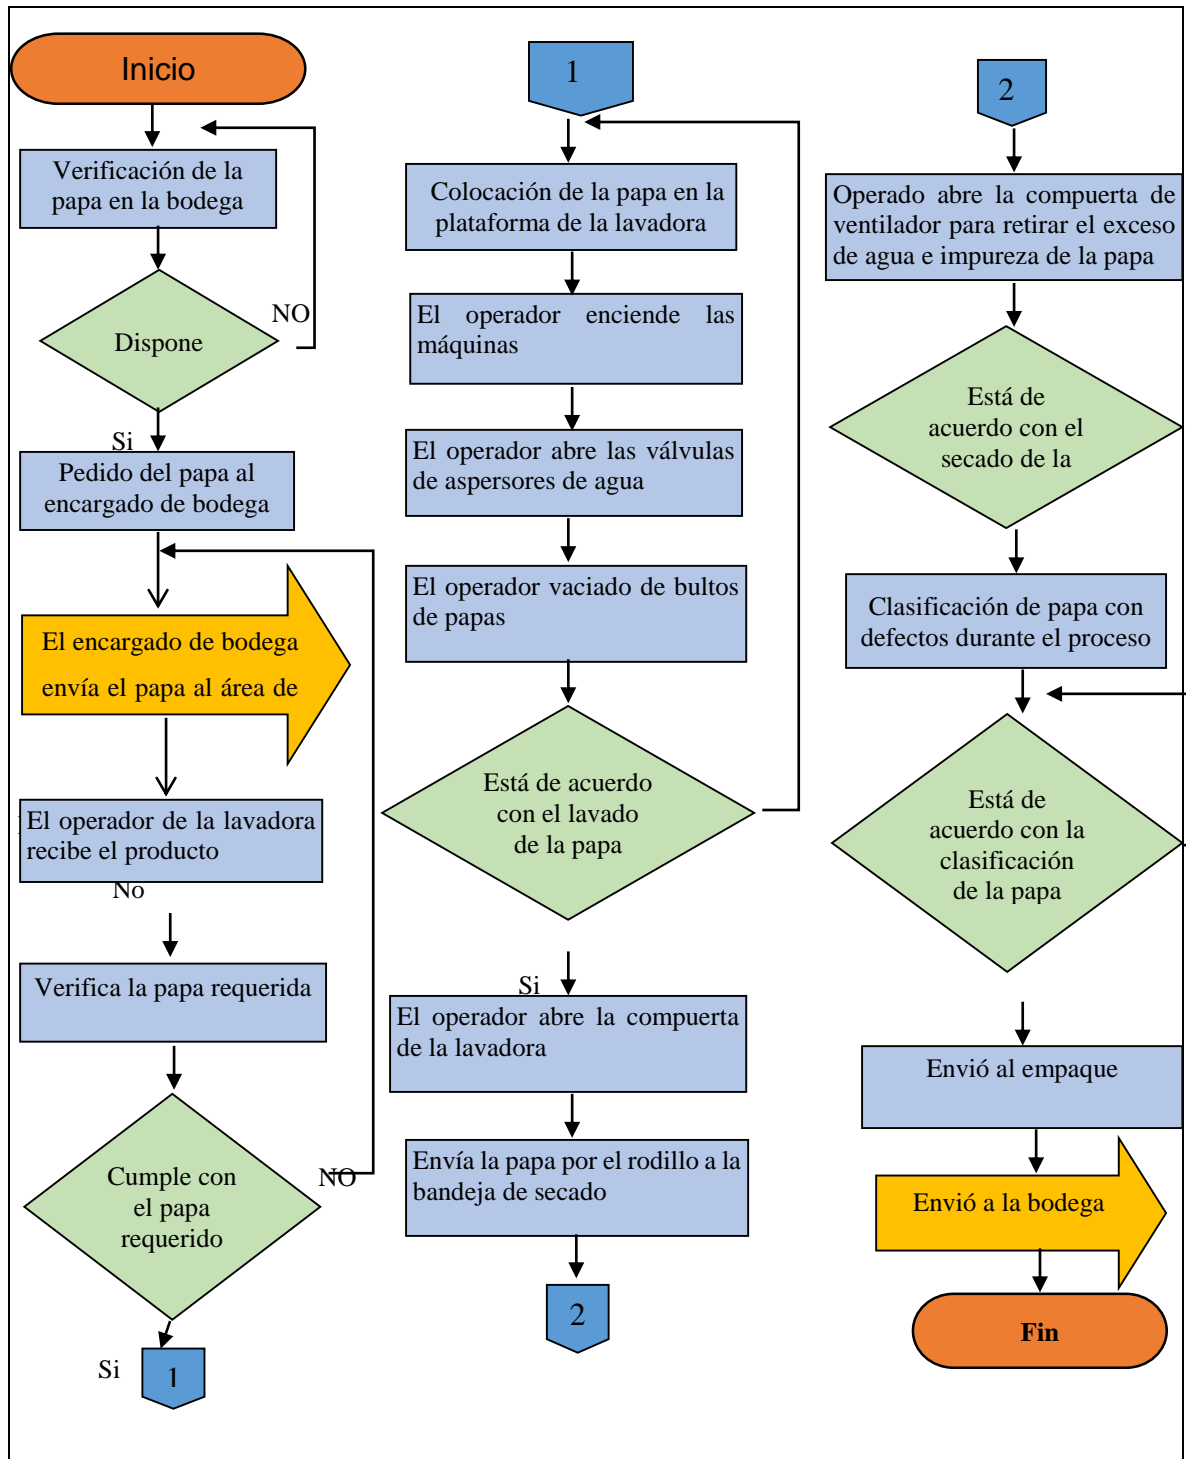 Inicio
Verificación de la
papa en la bodega
NO
Dispone
Si
Pedido del papa al
encargado de bodega
El encargado de bodega
envía el papa al área de
El operador de la lavadora
recibe el producto
No
Verifica la papa requerida
Cumple con
el papa
requerido
NO
Si
1
1
Colocación de la papa en la
plataforma de la lavadora
El operador enciende las
máquinas
El operador abre las válvulas
de aspersores de agua
El operador vaciado de bultos
de papas
Está de acuerdo
con el lavado
de la papa
Si
El operador abre la compuerta
de la lavadora
Envía la papa por el rodillo a la
bandeja de secado
2
2
Operado abre la compuerta de
ventilador para retirar el exceso
de agua e impureza de la papa
Está de
acuerdo con el
secado de la
Clasificación de papa con
defectos durante el proceso
Está de
acuerdo con la
clasificación
de la papa
Envió al empaque
Envió a la bodega
Fin